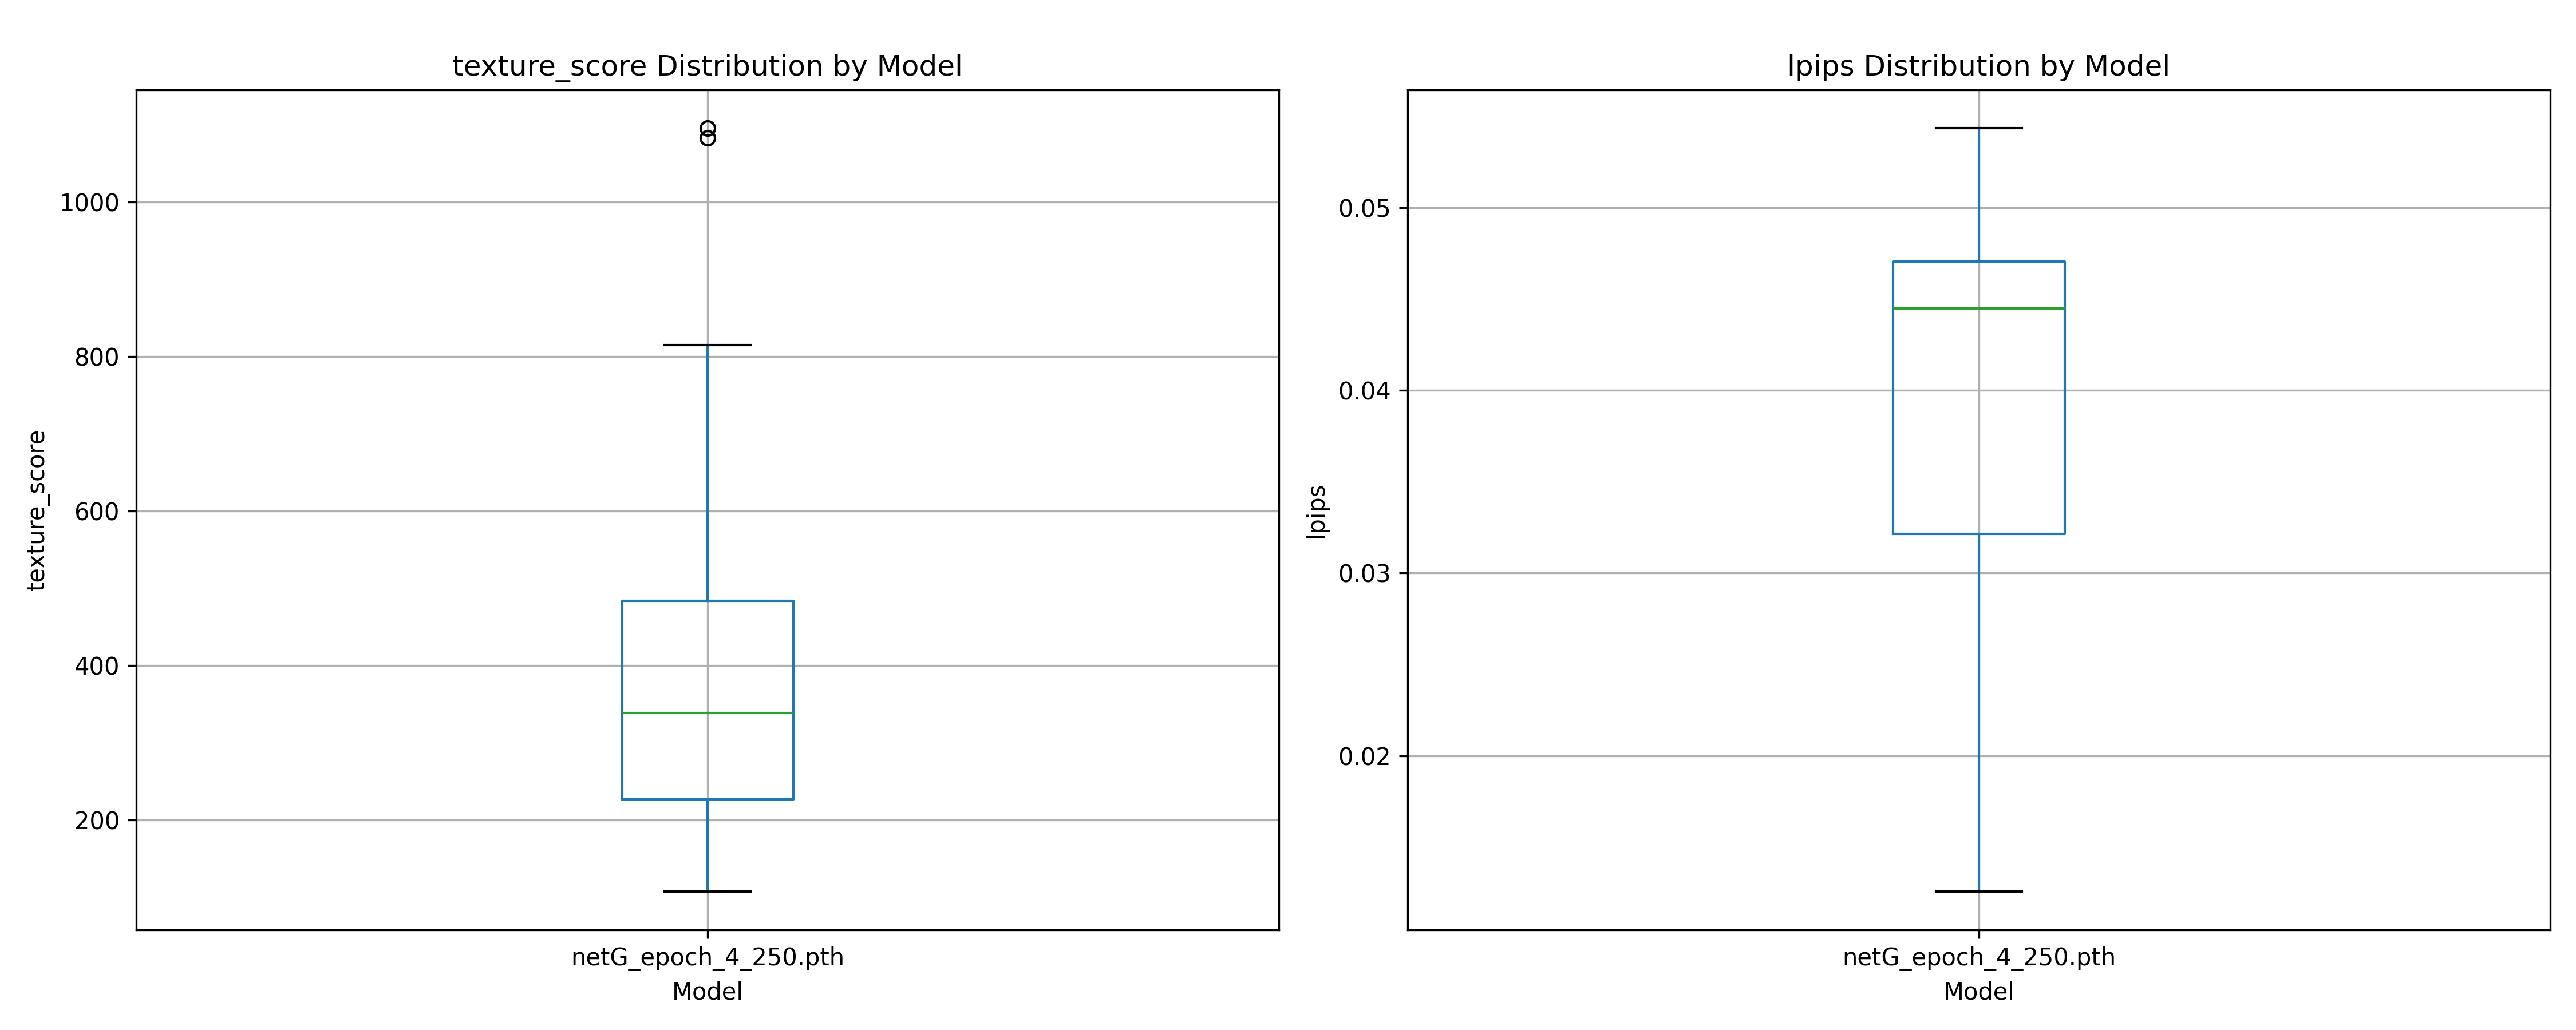 texture_score Distribution by Model
texture_score
1000
800
600
400
200
netG_epoch_4_250.pth
Model
lpips Distribution by Model
lpips
0.05
0.04
0.03
0.02
netG_epoch_4_250.pth
Model